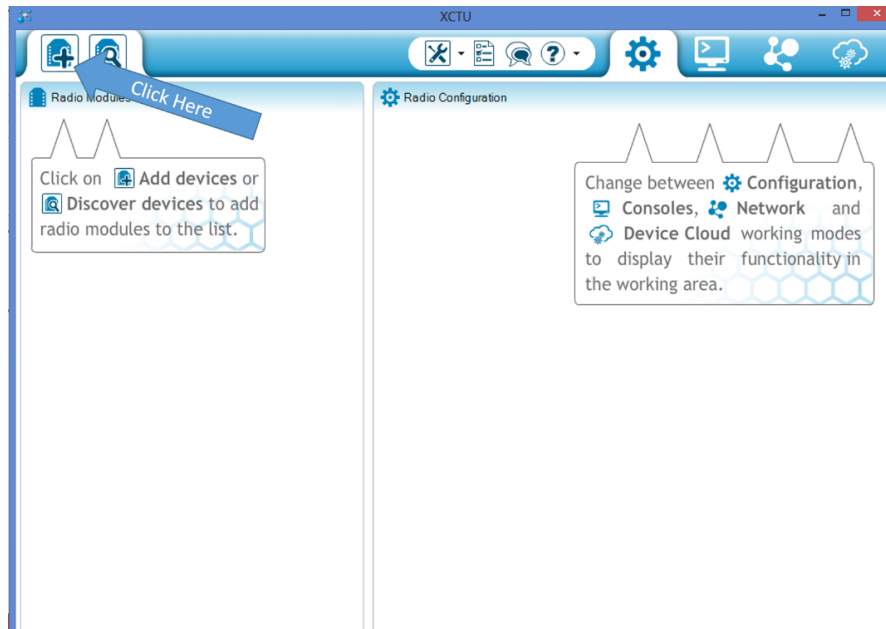 XCTU
Click Here
Radio Modules
Radio Configuration
Click on Add devices or
Discover devices to add
radio modules to the list.
Change between Configuration,
Consoles, Network and
Device Cloud working modes
to display their functionality in
the working area.